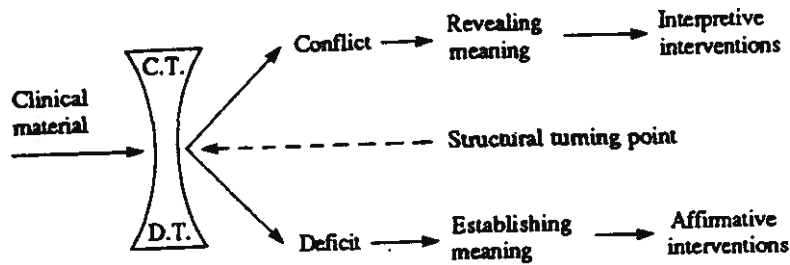 Clinical
material
C.T.
D.T.
Conflict
Revealing
meaning
Interpretive
interventions
Structural turning point
Deficit
Establishing
meaning
Affirmative
interventions